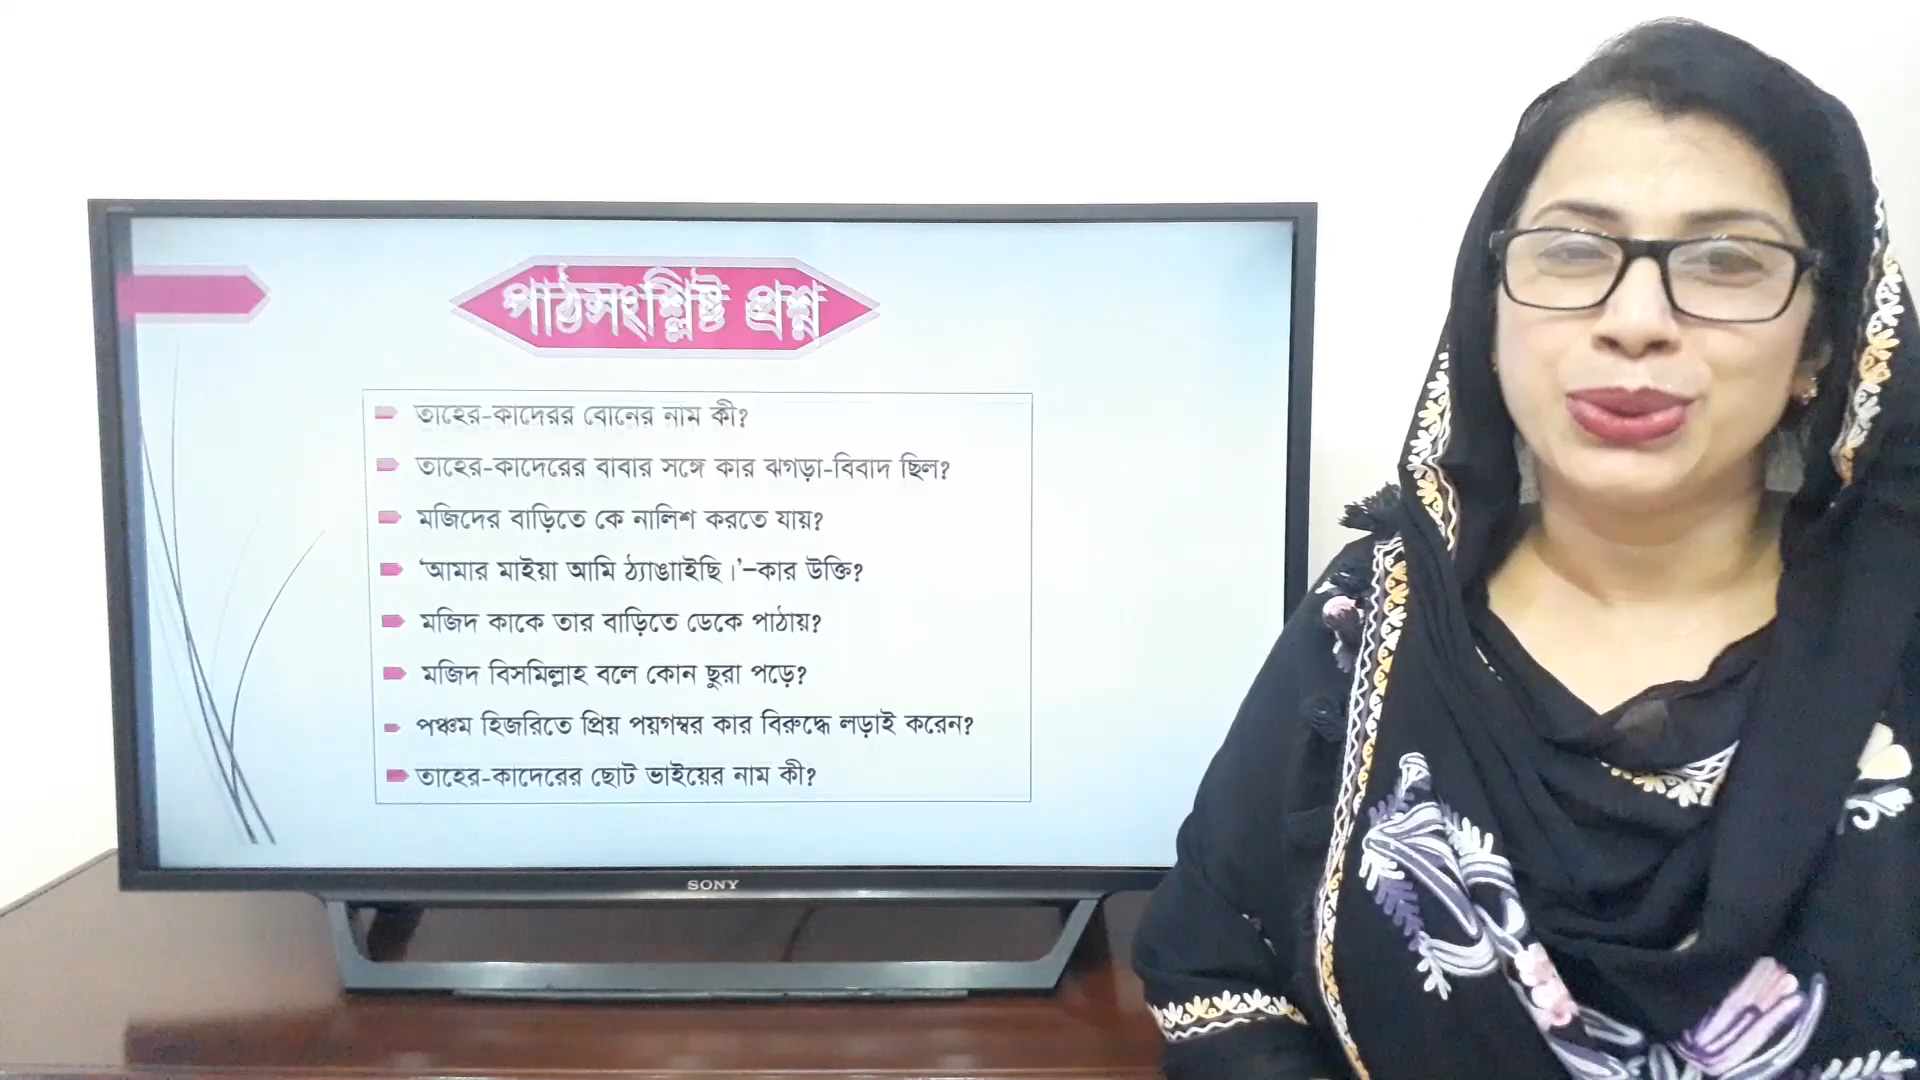 পাঠসংশ্লিষ্ট প্রশ্ন
তাহের-কাদেরর বোনের নাম কী?
তাহের-কাদেরের বাবার সঙ্গে কার ঝগড়া-বিবাদ ছিল?
মজিদের বাড়িতে কে নালিশ করতে যায়?
‘আমার মাইয়া আমি ঠ্যাঙাাইছি।’–কার উক্তি?
মজিদ কাকে তার বাড়িতে ডেকে পাঠায়?
মজিদ বিসমিল্লাহ বলে কোন ছুরা পড়ে?
পঞ্চম হিজরিতে প্রিয় পয়গম্বর কার বিরুদ্ধে লড়াই করেন?
তাহের-কাদেরের ছোট ভাইয়ের নাম কী?
SONY